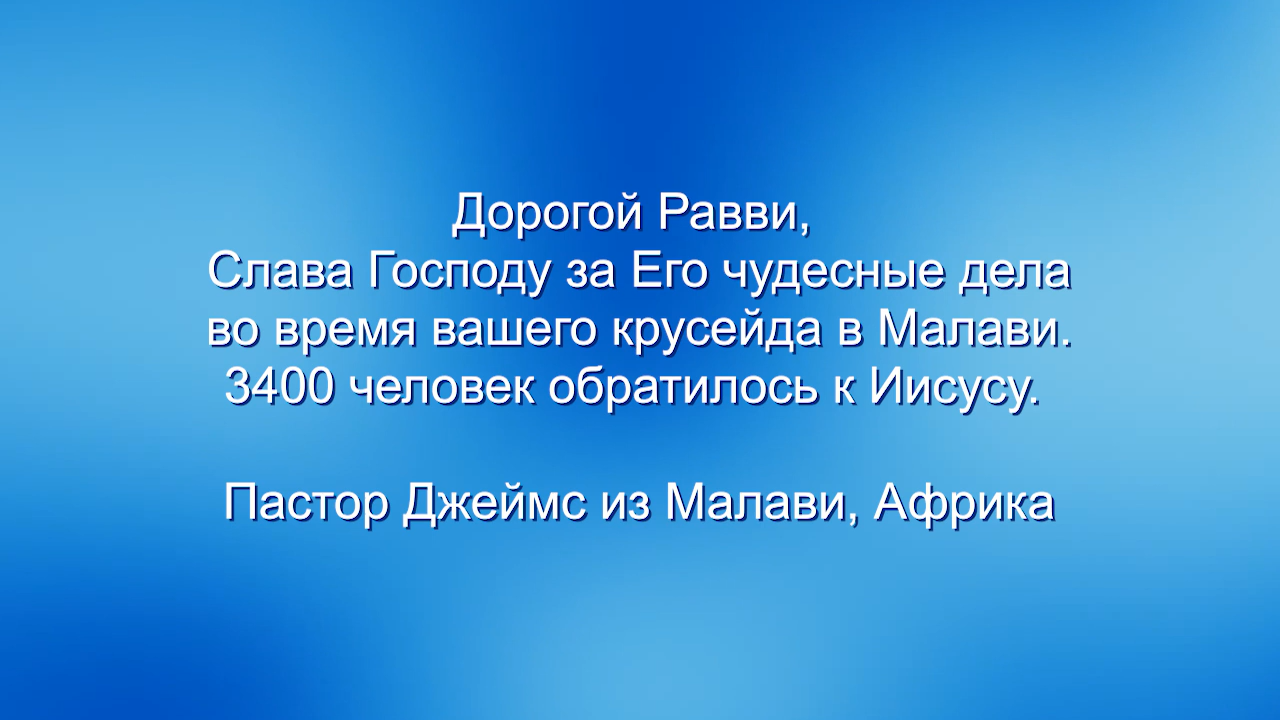 Дорогой Равви,
Слава Господу за Его чудесные дела
во время вашего крусейда в Малави.
3400 человек обратилось к Иисусу.
Пастор Джеймс из Малави, Африка